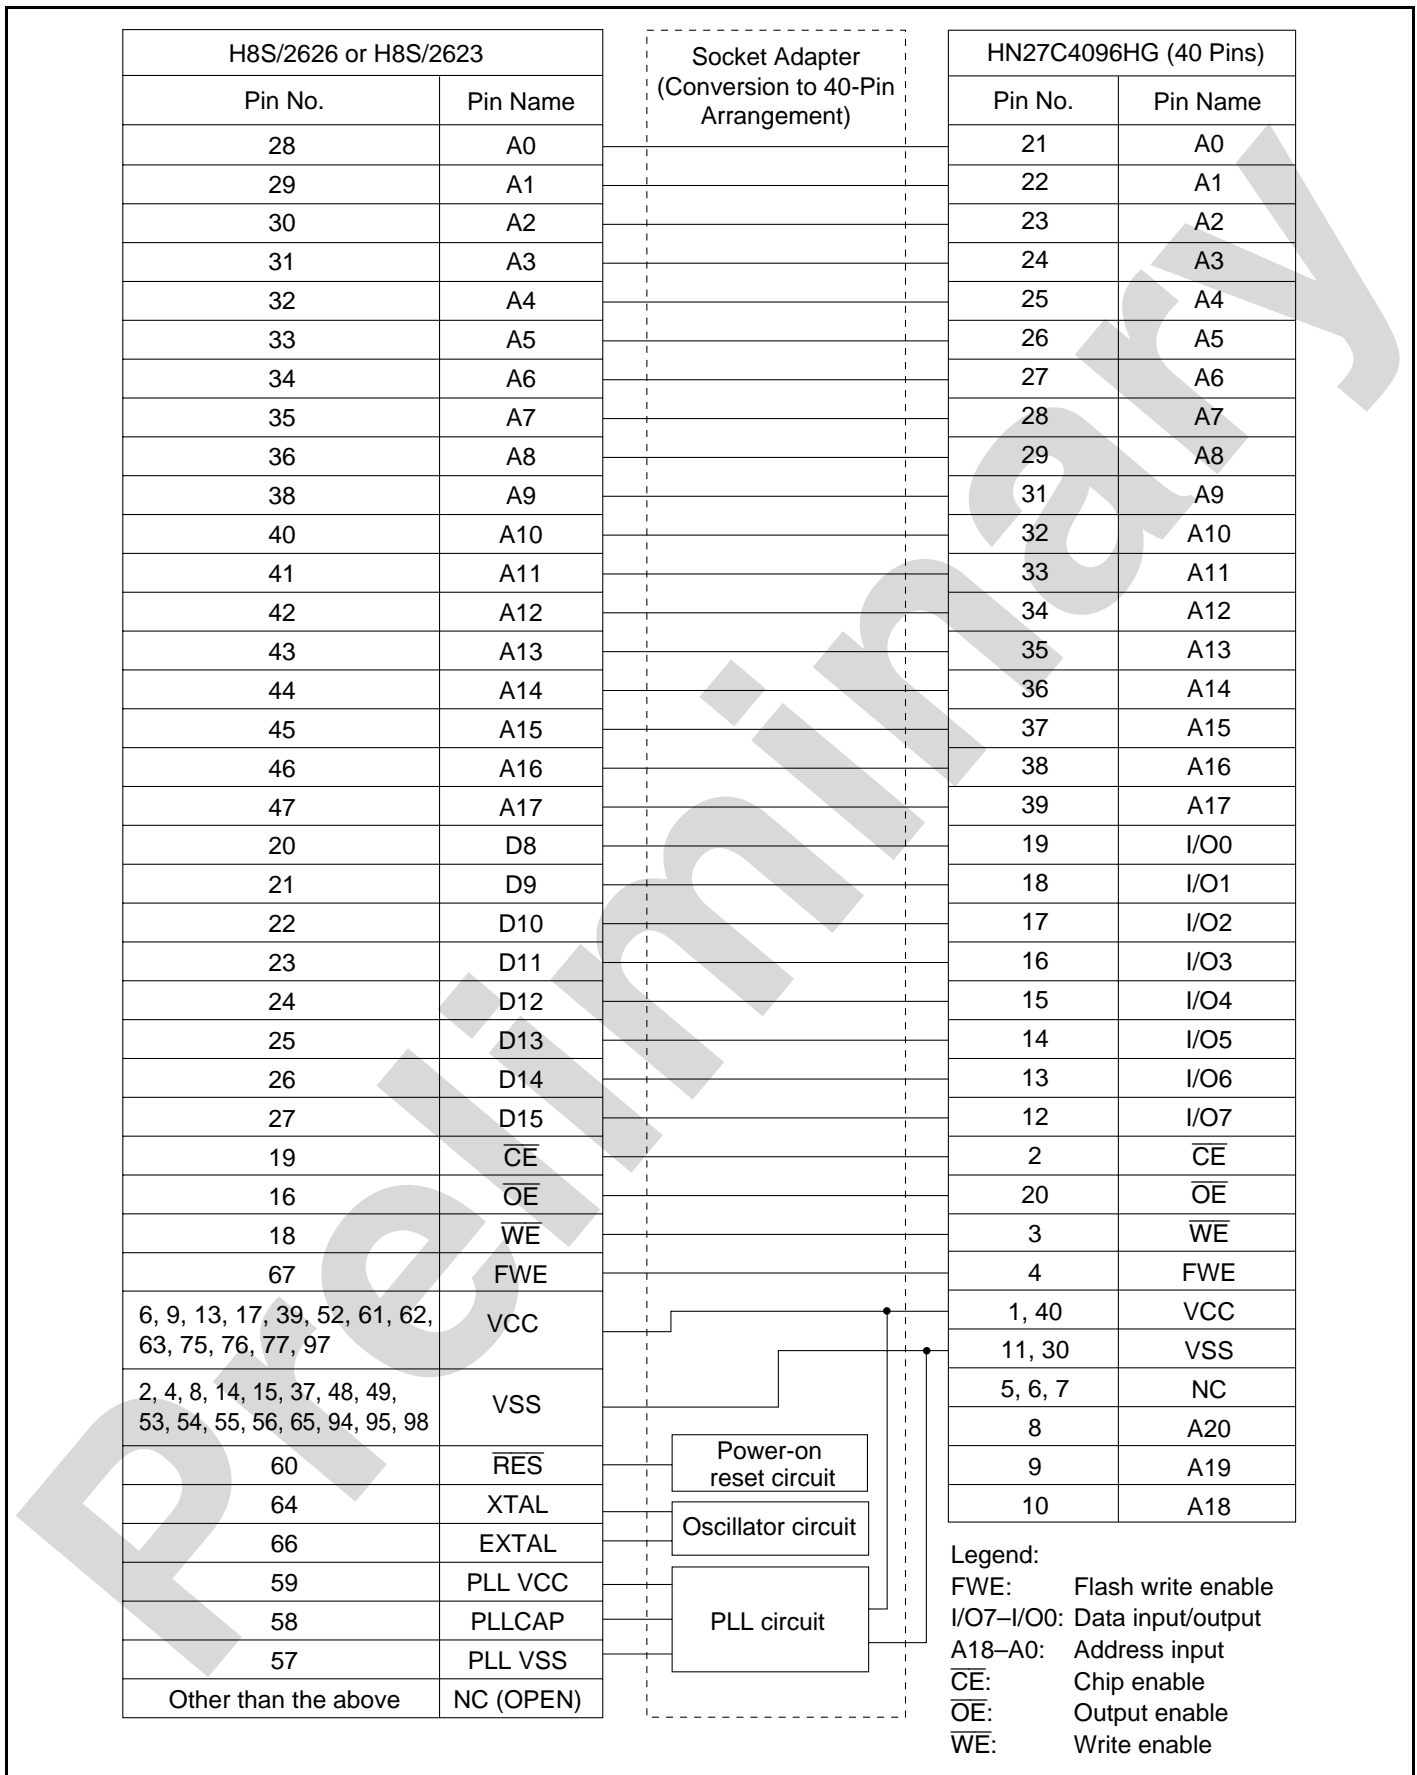 H8S/2626 or H8S/2623
Pin No. Pin Name
28 A0
29 A1
30 A2
31 A3
32 A4
33 A5
34 A6
35 A7
36 A8
38 A9
40 A10
41 A11
42 A12
43 A13
44 A14
45 A15
46 A16
47 A17
20 D8
21 D9
22 D10
23 D11
24 D12
25 D13
26 D14
27 D15
19 C̅E̅
16 O̅E̅
18 W̅E̅
67 FWE
6, 9, 13, 17, 39, 52, 61, 62,
63, 75, 76, 77, 97
VCC
2, 4, 8, 14, 15, 37, 48, 49,
53, 54, 55, 56, 65, 94, 95, 98
VSS
60 R̅E̅S̅
64 XTAL
66 EXTAL
59 PLL VCC
58 PLLCAP
57 PLL VSS
Other than the above NC (OPEN)
Socket Adapter
(Conversion to 40-Pin
Arrangement)
Power-on
reset circuit
Oscillator circuit
PLL circuit
HN27C4096HG (40 Pins)
Pin No. Pin Name
21 A0
22 A1
23 A2
24 A3
25 A4
26 A5
27 A6
28 A7
29 A8
31 A9
32 A10
33 A11
34 A12
35 A13
36 A14
37 A15
38 A16
39 A17
19 I/O0
18 I/O1
17 I/O2
16 I/O3
15 I/O4
14 I/O5
13 I/O6
12 I/O7
2 C̅E̅
20 O̅E̅
3 W̅E̅
4 FWE
1, 40 VCC
11, 30 VSS
5, 6, 7 NC
8 A20
9 A19
10 A18
Legend:
FWE: Flash write enable
I/O7–I/O0: Data input/output
A18–A0: Address input
C̅E̅: Chip enable
O̅E̅: Output enable
W̅E̅: Write enable
Preliminary